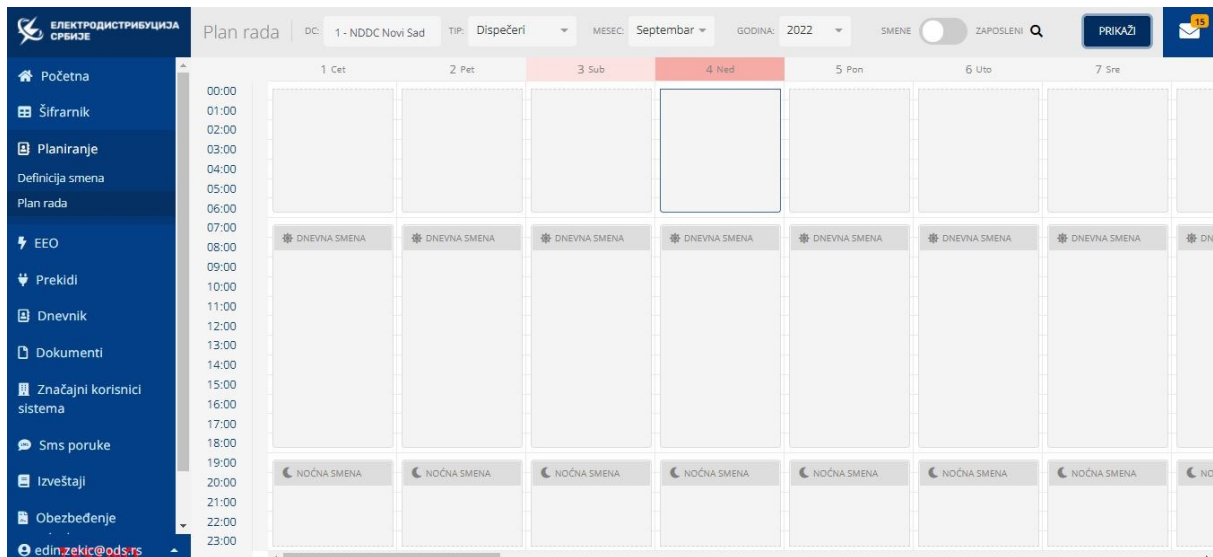 ЕЛЕКТРОДИСТРИБУЦИЈА
СРБИЈЕ
Plan rada
DC: 1 - NDDC Novi Sad
TIP: Dispečeri
MESEC: Septembar
GODINA: 2022
SMENE
ZAPOSLENI
PRIKAŽI
15
Početna
Šifrarnik
Planiranje
Definicija smena
Plan rada
EEO
Prekidi
Dnevnik
Dokumenti
Značajni korisnici
sistema
Sms poruke
Izveštaji
Obezbeđenje
edin.zekic@ods.rs
1 Cet 2 Pet 3 Sub 4 Ned 5 Pon 6 Uto 7 Sre
00:00
01:00
02:00
03:00
04:00
05:00
06:00
07:00
08:00
09:00
10:00
11:00
12:00
13:00
14:00
15:00
16:00
17:00
18:00
19:00
20:00
21:00
22:00
23:00
DNEVNA SMENA DNEVNA SMENA DNEVNA SMENA DNEVNA SMENA DNEVNA SMENA DNEVNA SMENA DNEVNA SMENA DN
NOĆNA SMENA NOĆNA SMENA NOĆNA SMENA NOĆNA SMENA NOĆNA SMENA NOĆNA SMENA NOĆNA SMENA NO